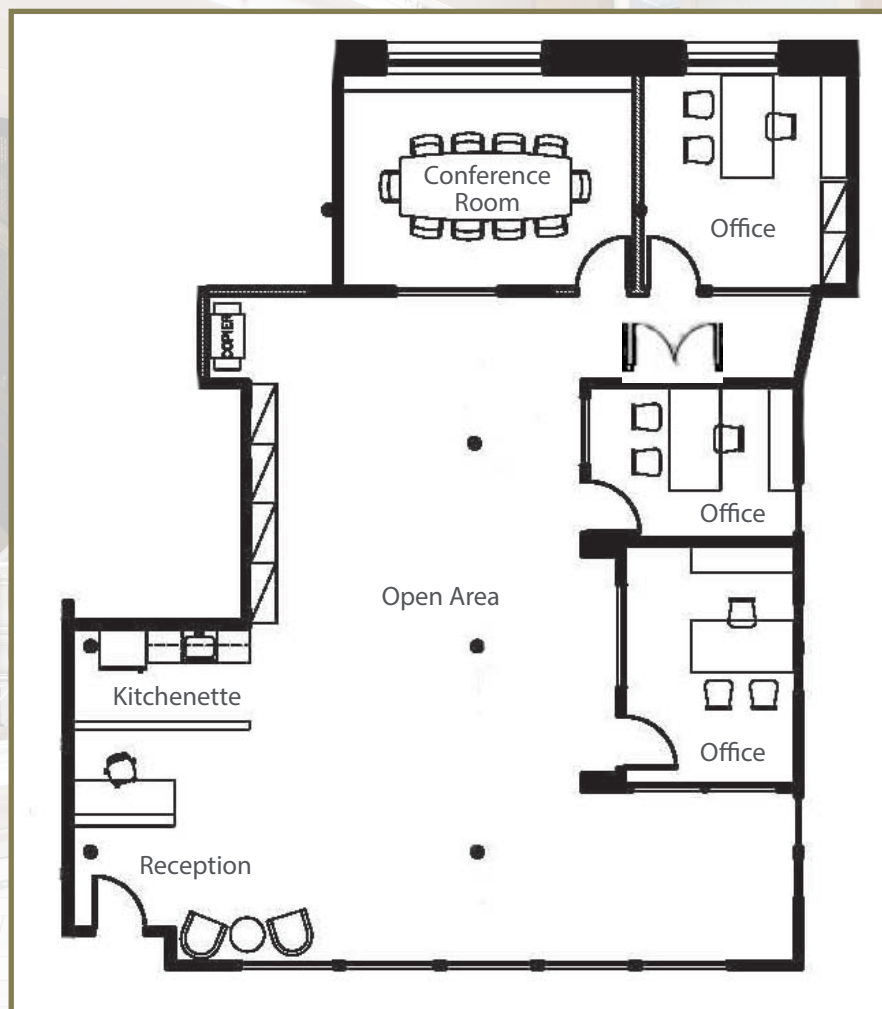 Conference
Room
Office
COPIER
Office
Open Area
Kitchenette
Office
Reception